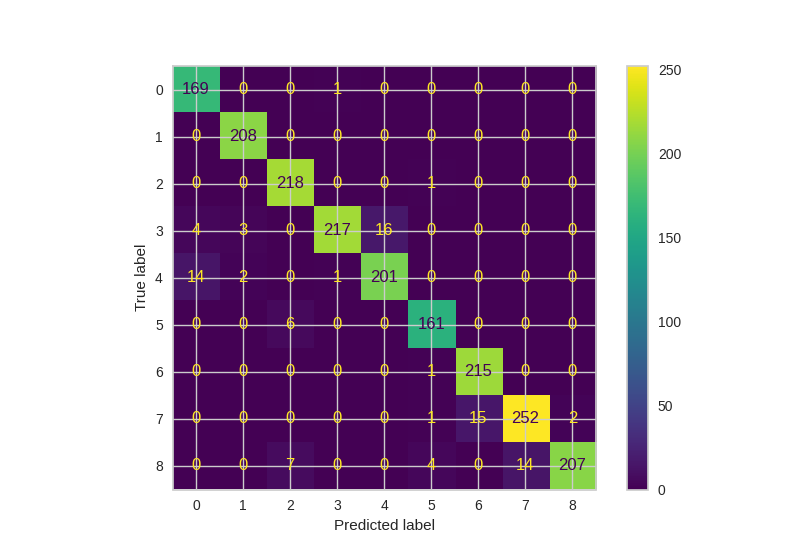 0 169 0 0 1 0 0 0 0 0
1 0 208 0 0 0 0 0 0 0
2 0 0 218 0 0 1 0 0 0
3 4 3 0 217 16 0 0 0 0
4 14 2 0 1 201 0 0 0 0
5 0 0 6 0 0 161 0 0 0
6 0 0 0 0 0 1 215 0 0
7 0 0 0 0 0 1 15 252 2
8 0 0 7 0 0 4 0 14 207
0 1 2 3 4 5 6 7 8
Predicted label
True label
250
200
150
100
50
0